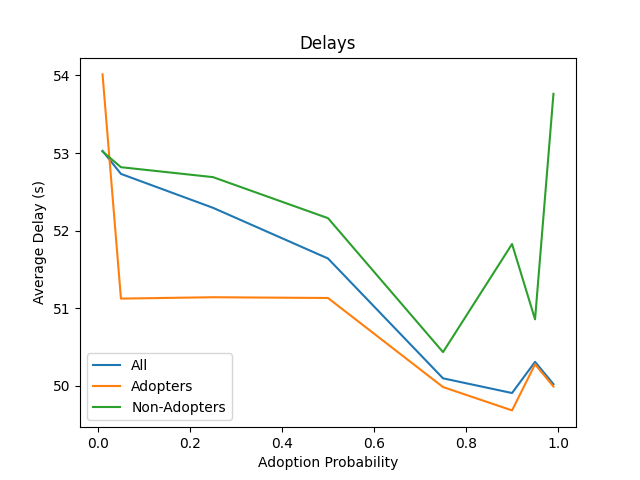 Delays
Average Delay (s)
54
53
52
51
50
All
Adopters
Non-Adopters
0.0 0.2 0.4 0.6 0.8 1.0
Adoption Probability